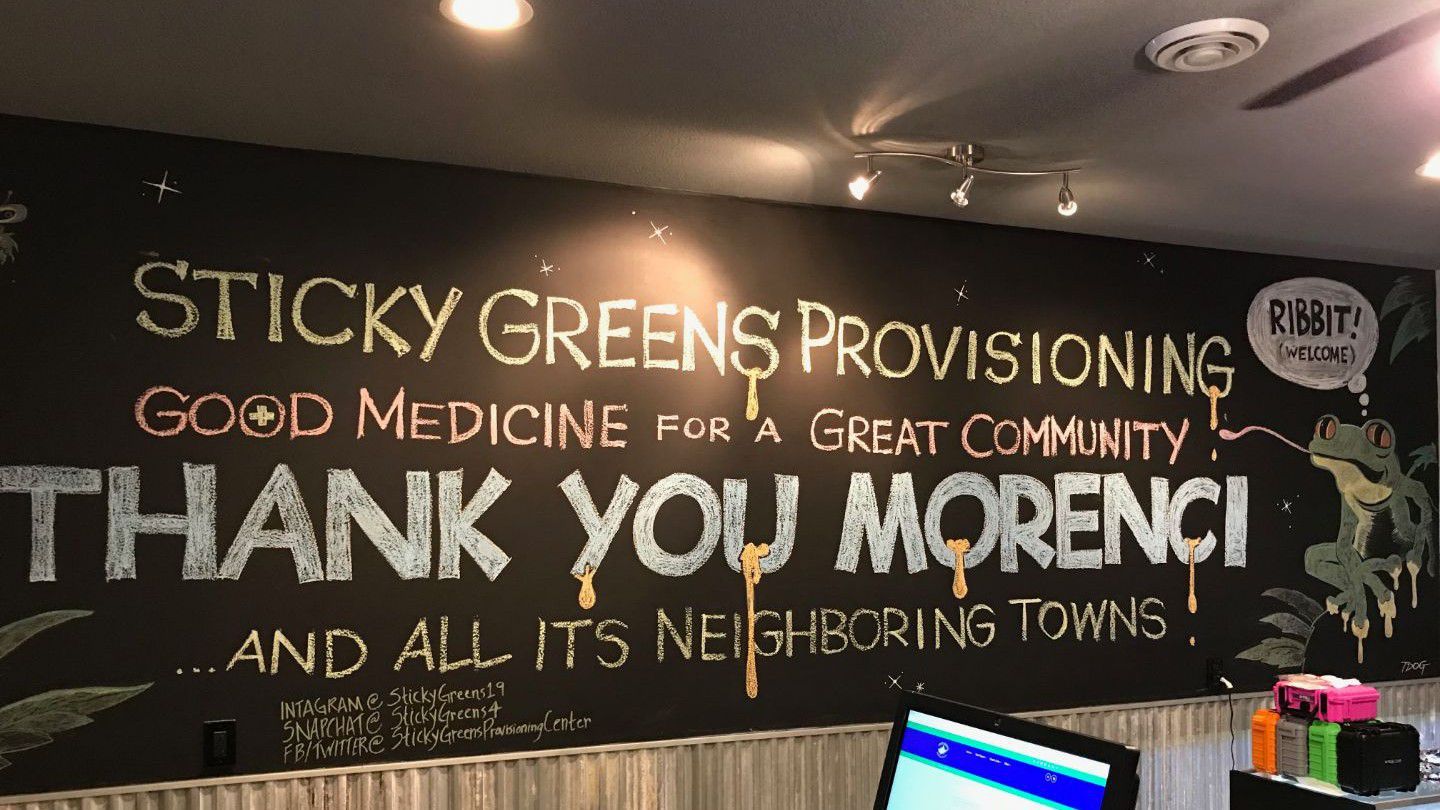 STICKY GREENS PROVISIONING
GOOD MEDICINE FOR A GREAT COMMUNITY
THANK YOU MORENCI
...AND ALL ITS NEIGHBORING TOWNS
INTAGRAM@ StickyGreens19
SNAPCHAT@ StickyGreens4
FB/TWITTER@ StickyGreensProvisioningCenter
RIBBIT!
(WELCOME)
TDOG